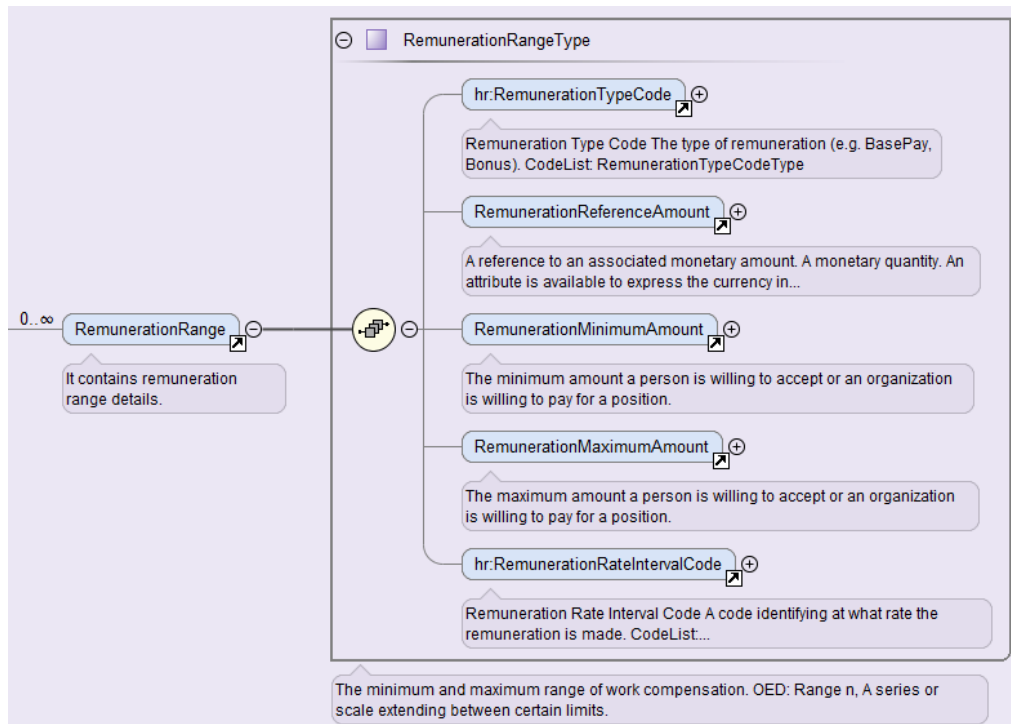 RemunerationRangeType
hr:RemunerationTypeCode
Remuneration Type Code The type of remuneration (e.g. BasePay,
Bonus). CodeList: RemunerationTypeCodeType
RemunerationReferenceAmount
A reference to an associated monetary amount. A monetary quantity. An
attribute is available to express the currency in...
0..∞
RemunerationRange
It contains remuneration
range details.
RemunerationMinimumAmount
The minimum amount a person is willing to accept or an organization
is willing to pay for a position.
RemunerationMaximumAmount
The maximum amount a person is willing to accept or an organization
is willing to pay for a position.
hr:RemunerationRateIntervalCode
Remuneration Rate Interval Code A code identifying at what rate the
remuneration is made. CodeList:...
The minimum and maximum range of work compensation. OED: Range n, A series or
scale extending between certain limits.